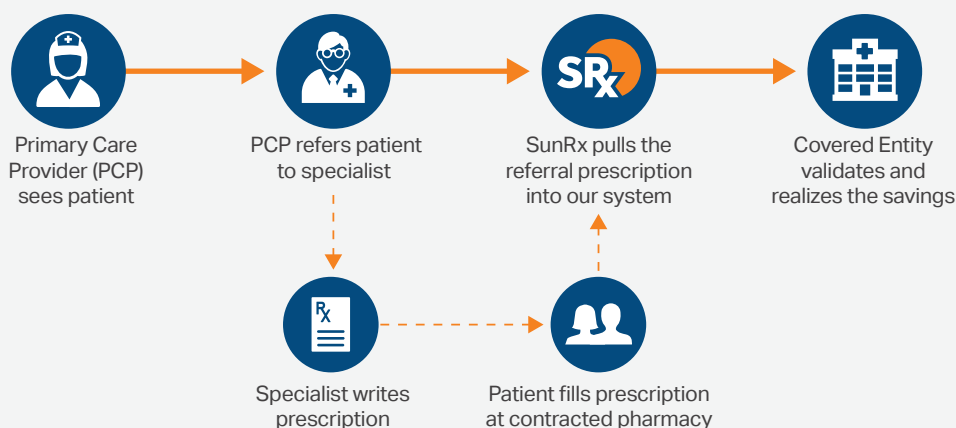 SRx
Primary Care
Provider (PCP)
sees patient
PCP refers patient
to specialist
SunRx pulls the
referral prescription
into our system
Covered Entity
validates and
realizes the savings
Rx
Specialist writes
prescription
Patient fills prescription
at contracted pharmacy